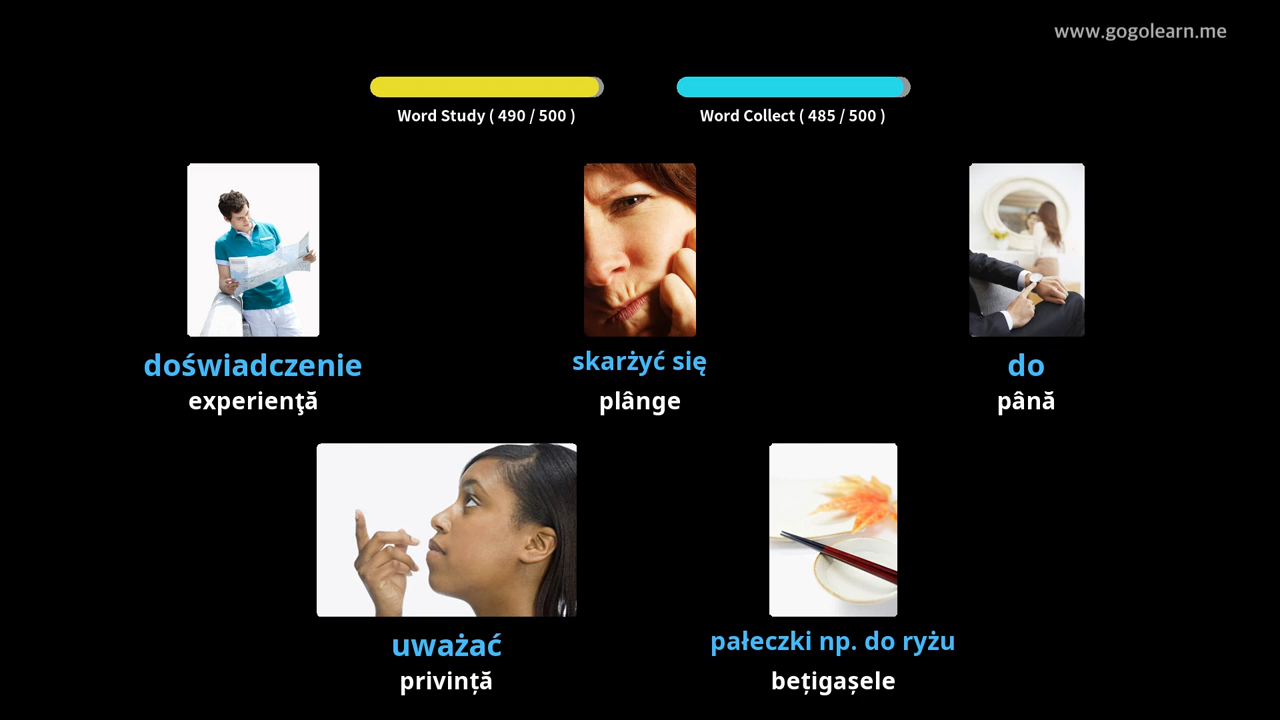 www.gogolearn.me
Word Study ( 490 / 500 )
Word Collect ( 485 / 500 )
doświadczenie
experienţă
skarżyć się
plânge
do
până
uważać
privință
pałeczki np. do ryżu
bețigașele